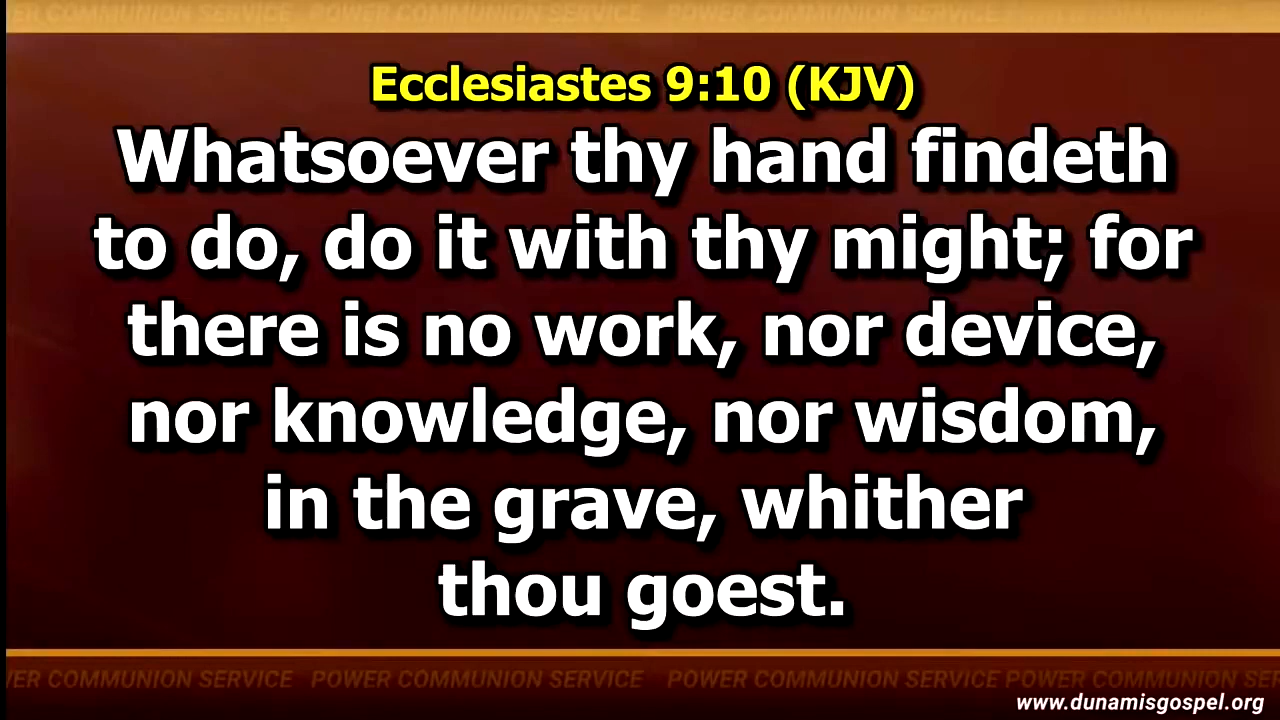 POWER COMMUNION SERVICE POWER COMMUNION SERVICE POWER COMMUNION SERVICE
Ecclesiastes 9:10 (KJV)
Whatsoever thy hand findeth
to do, do it with thy might; for
there is no work, nor device,
nor knowledge, nor wisdom,
in the grave, whither
thou goest.
VER COMMUNION SERVICE POWER COMMUNION SERVICE POWER COMMUNION SERVICE POWER COMMUNION SER
www.dunamisgospel.org